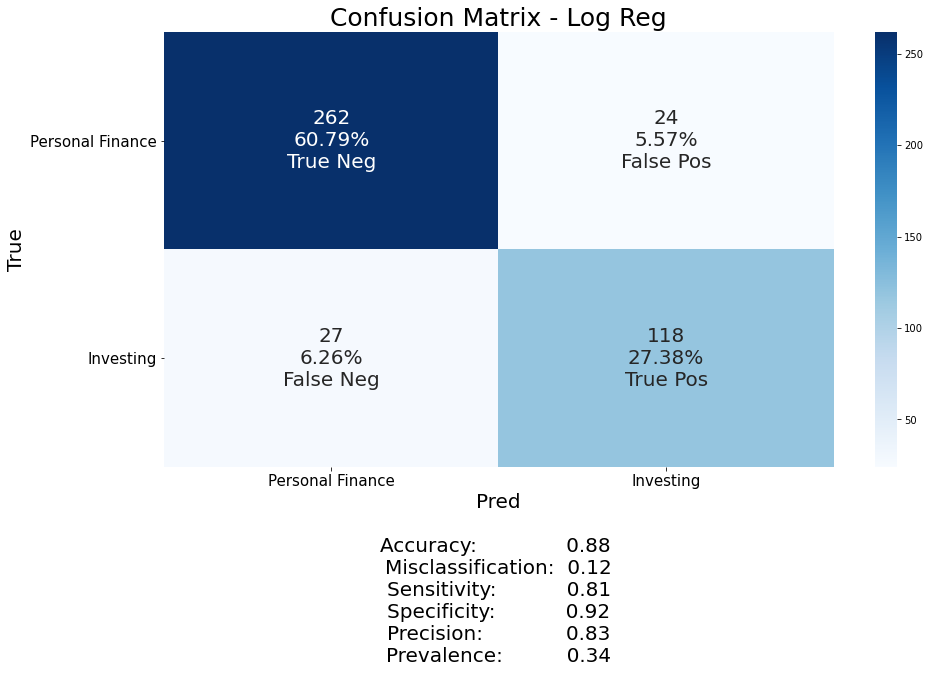 Confusion Matrix - Log Reg
262
60.79%
True Neg
24
5.57%
False Pos
Personal Finance
True
27
6.26%
False Neg
118
27.38%
True Pos
Investing
Personal Finance
Investing
Pred
250
200
150
100
50
Accuracy: 0.88
Misclassification: 0.12
Sensitivity: 0.81
Specificity: 0.92
Precision: 0.83
Prevalence: 0.34